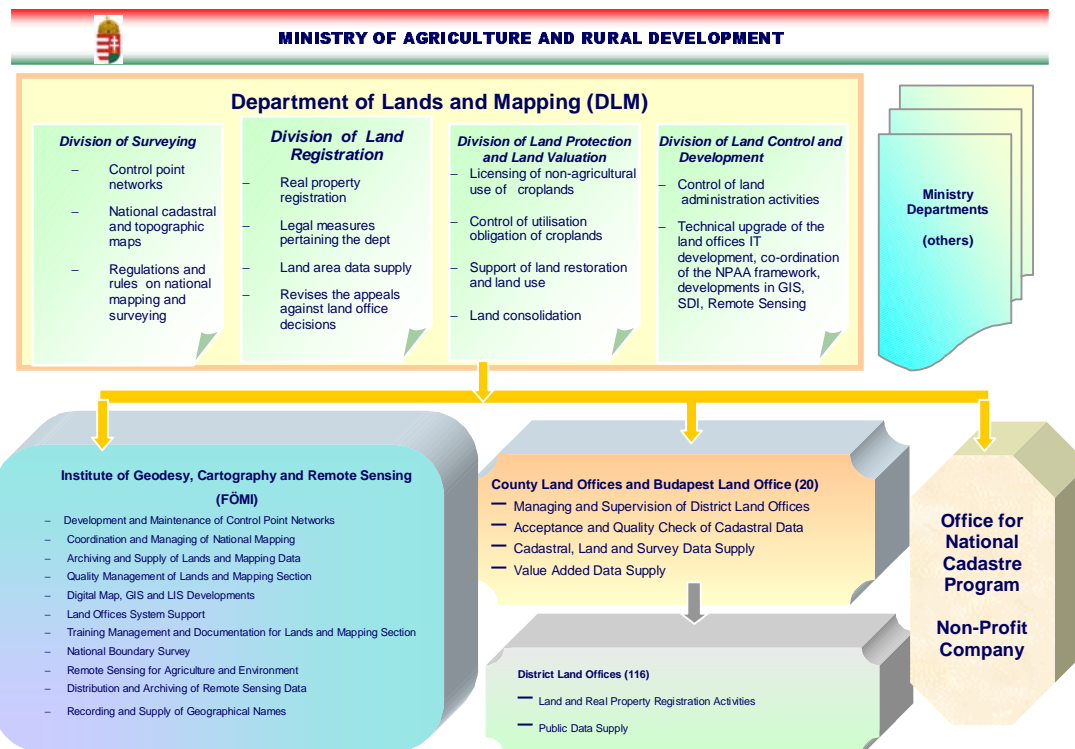 MINISTRY OF AGRICULTURE AND RURAL DEVELOPMENT
Department of Lands and Mapping (DLM)
Division of Surveying
– Control point
networks
– National cadastral
and topographic
maps
– Regulations and
rules on national
mapping and
surveying
Division of Land
Registration
– Real property
registration
– Legal measures
pertaining the dept
– Land area data supply
– Revises the appeals
against land office
decisions
Division of Land Protection
and Land Valuation
– Licensing of non-agricultural
use of croplands
– Control of utilisation
obligation of croplands
– Support of land restoration
and land use
– Land consolidation
Division of Land Control and
Development
– Control of land
administration activities
– Technical upgrade of the
land offices IT
development, co-ordination
of the NPAA framework,
developments in GIS,
SDI, Remote Sensing
Ministry
Departments
(others)
Institute of Geodesy, Cartography and Remote Sensing
(FÖMI)
– Development and Maintenance of Control Point Networks
– Coordination and Managing of National Mapping
– Archiving and Supply of Lands and Mapping Data
– Quality Management of Lands and Mapping Section
– Digital Map, GIS and LIS Developments
– Land Offices System Support
– Training Management and Documentation for Lands and Mapping Section
– National Boundary Survey
– Remote Sensing for Agriculture and Environment
– Distribution and Archiving of Remote Sensing Data
– Recording and Supply of Geographical Names
County Land Offices and Budapest Land Office (20)
— Managing and Supervision of District Land Offices
— Acceptance and Quality Check of Cadastral Data
— Cadastral, Land and Survey Data Supply
— Value Added Data Supply
District Land Offices (116)
— Land and Real Property Registration Activities
— Public Data Supply
Office for
National
Cadastre
Program
Non-Profit
Company